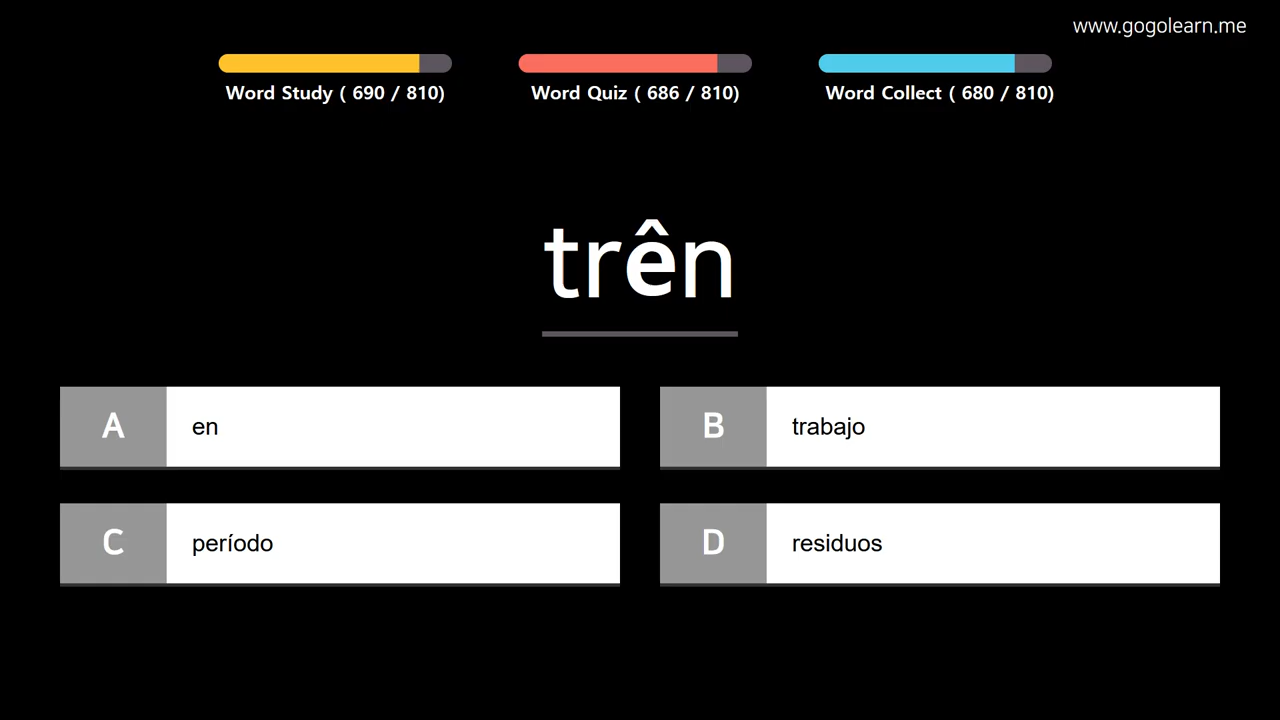 www.gogolearn.me
Word Study ( 690 / 810)
Word Quiz ( 686 / 810)
Word Collect ( 680 / 810)
trên
A en
B trabajo
C período
D residuos